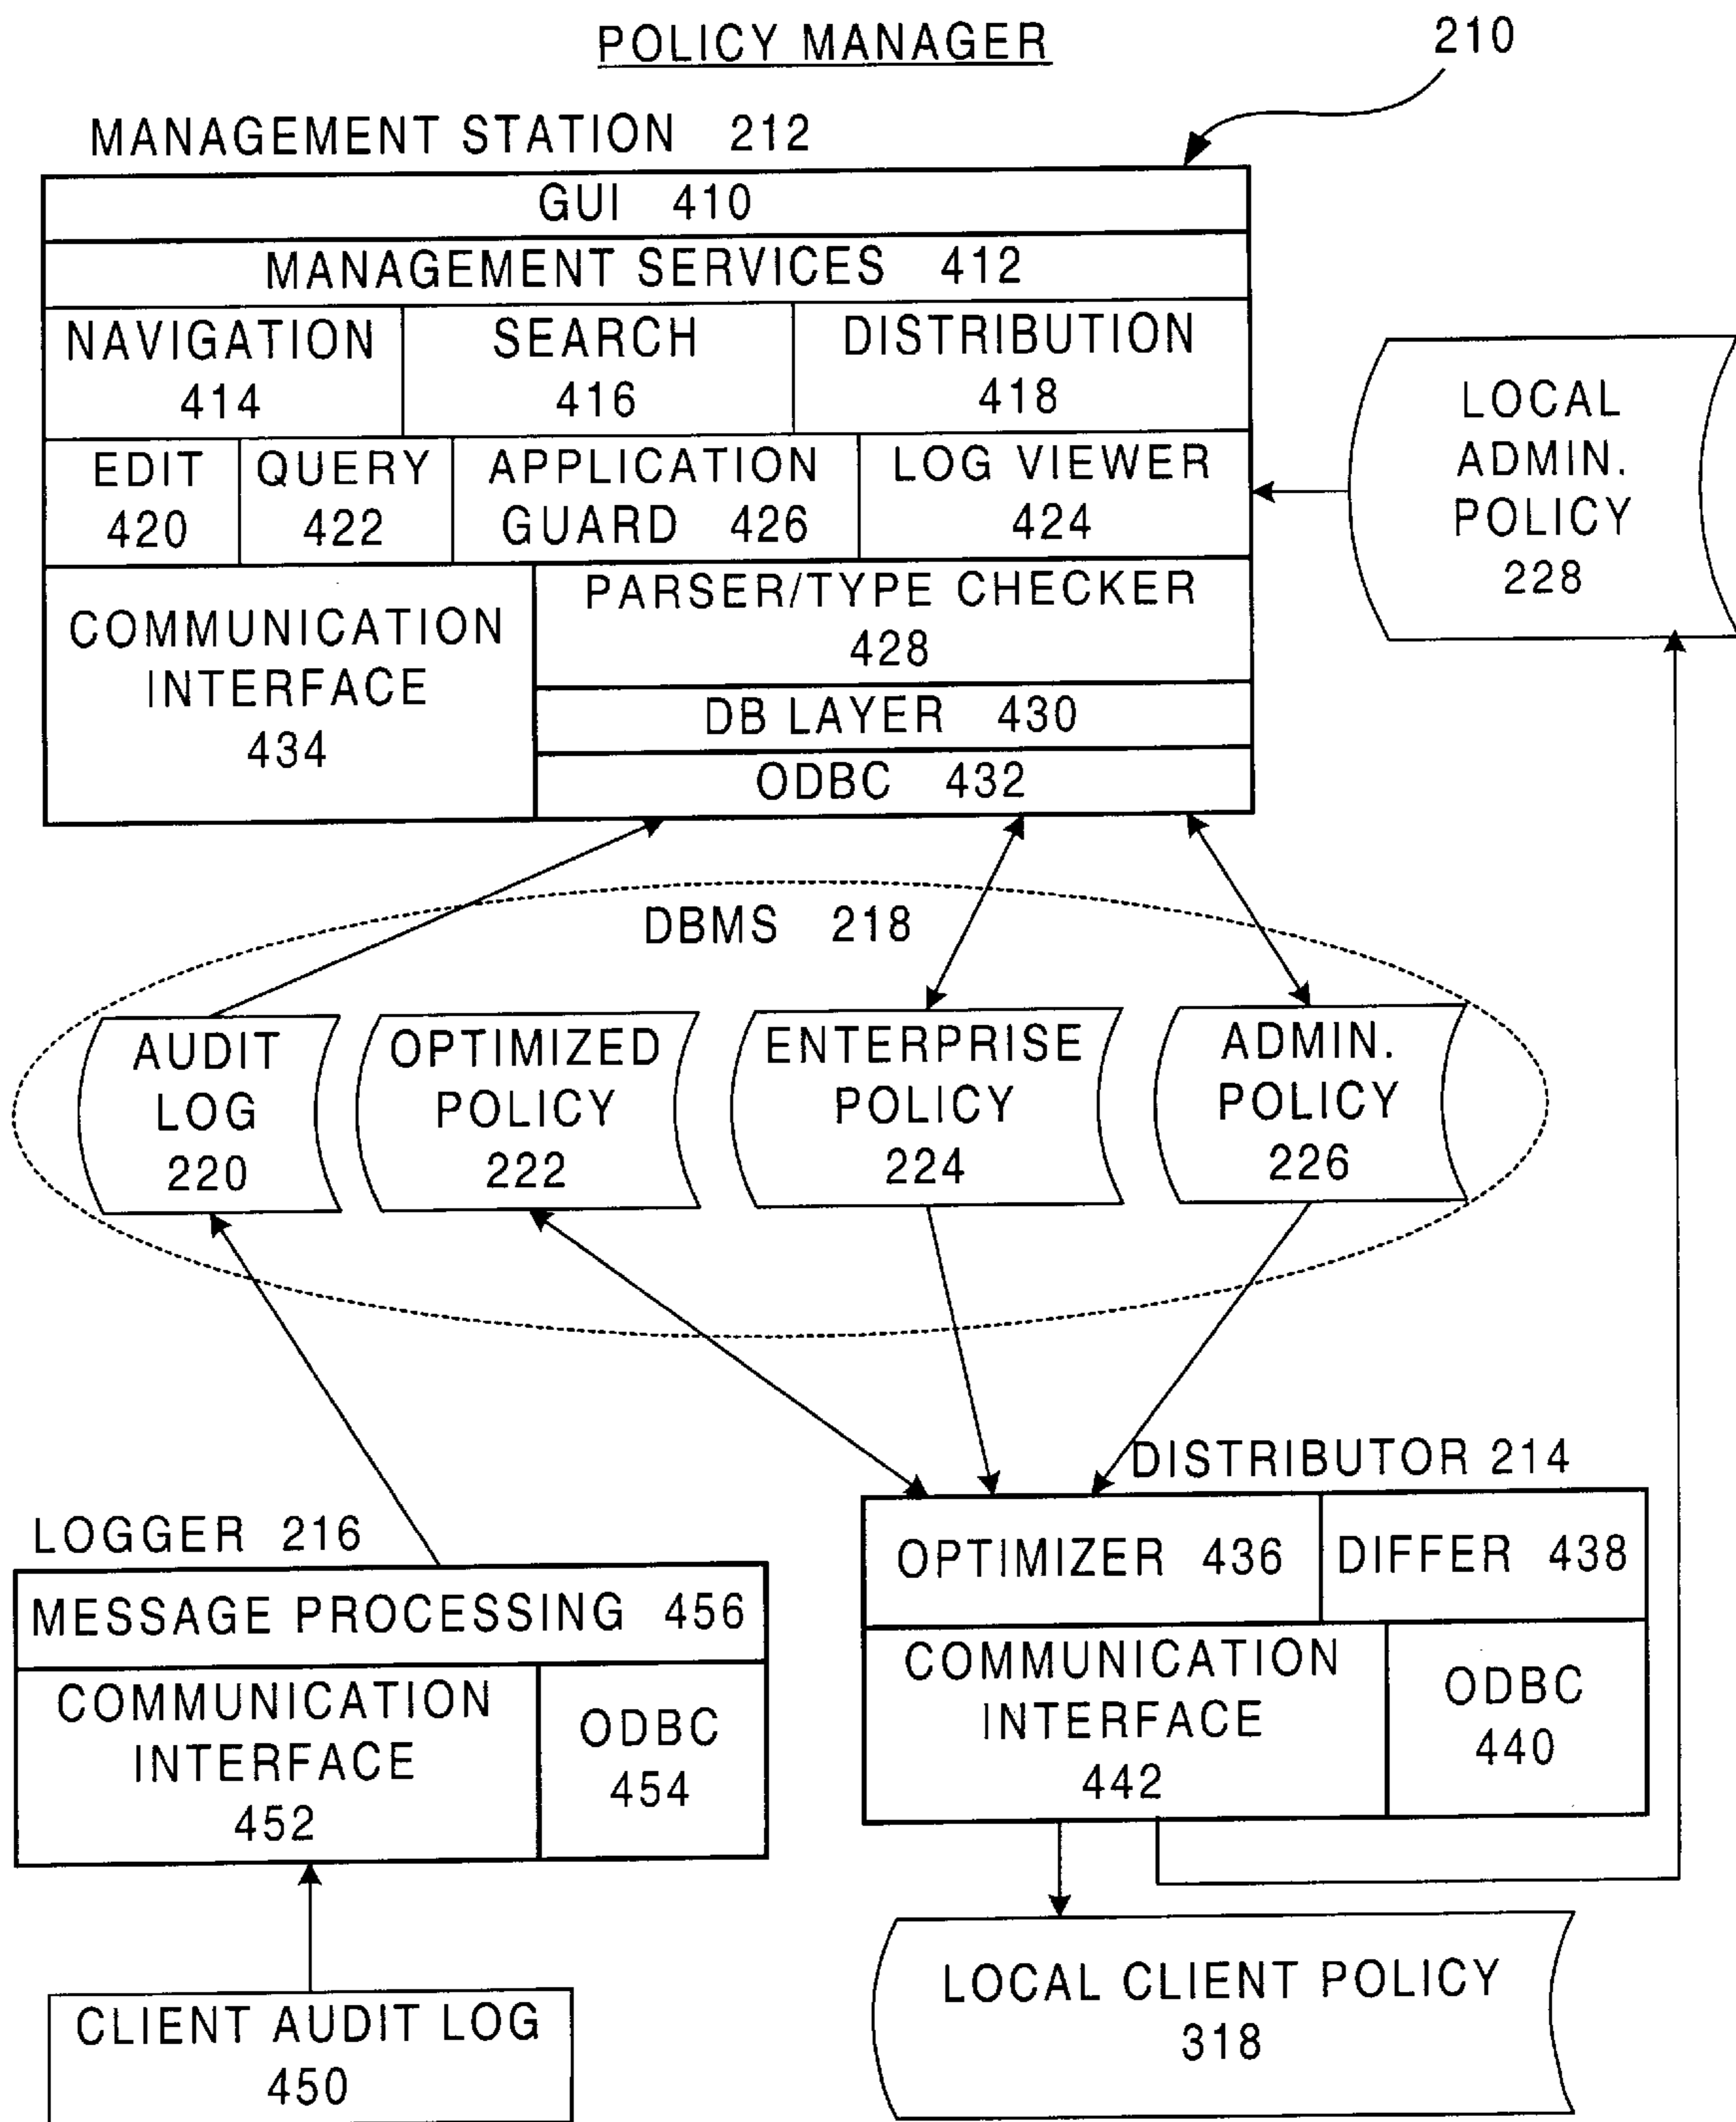 POLICY MANAGER
210
MANAGEMENT STATION 212
GUI 410
MANAGEMENT SERVICES 412
NAVIGATION
414
SEARCH
416
DISTRIBUTION
418
EDIT
420
QUERY
422
APPLICATION
GUARD 426
LOG VIEWER
424
LOCAL
ADMIN.
POLICY
228
COMMUNICATION
INTERFACE
434
PARSER/TYPE CHECKER
428
DB LAYER 430
ODBC 432
DBMS 218
AUDIT
LOG
220
OPTIMIZED
POLICY
222
ENTERPRISE
POLICY
224
ADMIN.
POLICY
226
LOGGER 216
MESSAGE PROCESSING 456
COMMUNICATION
INTERFACE
452
ODBC
454
CLIENT AUDIT LOG
450
DISTRIBUTOR 214
OPTIMIZER 436
DIFFER 438
COMMUNICATION
INTERFACE
442
ODBC
440
LOCAL CLIENT POLICY
318